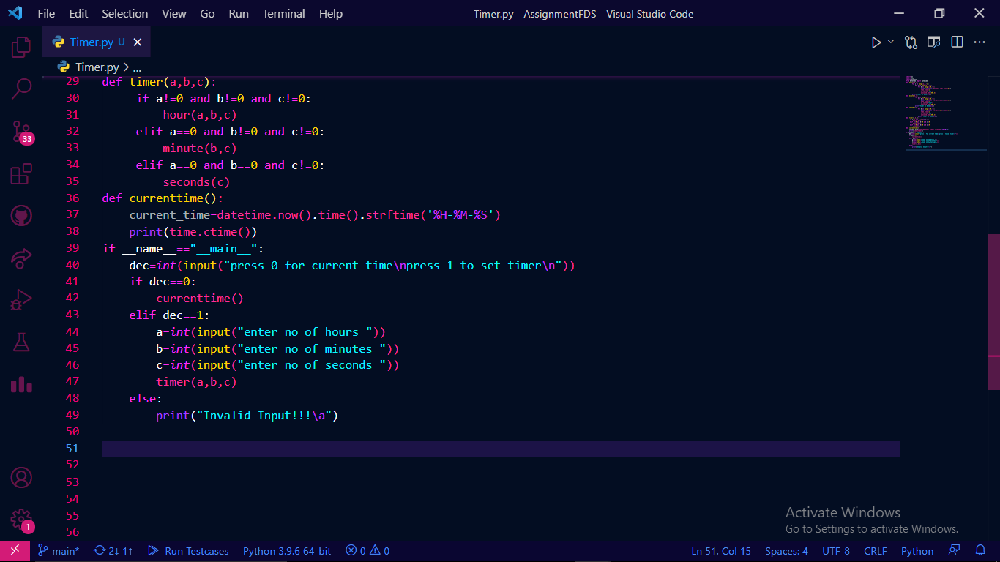 File Edit Selection View Go Run Terminal Help Timer.py - AssignmentFDS - Visual Studio Code
Timer.py U
Timer.py > ...
29 def timer(a,b,c):
30 if a!=0 and b!=0 and c!=0:
31 hour(a,b,c)
32 elif a==0 and b!=0 and c!=0:
33 minute(b,c)
34 elif a==0 and b==0 and c!=0:
35 seconds(c)
36 def currenttime():
37 current_time=datetime.now().time().strftime('%H-%M-%S')
38 print(time.ctime())
39 if __name__=="__main__":
40 dec=int(input("press 0 for current time\npress 1 to set timer\n"))
41 if dec==0:
42 currenttime()
43 elif dec==1:
44 a=int(input("enter no of hours "))
45 b=int(input("enter no of minutes "))
46 c=int(input("enter no of seconds "))
47 timer(a,b,c)
48 else:
49 print("Invalid Input!!!\a")
50
51
52
53
54
55
56
33
1
Activate Windows
Go to Settings to activate Windows.
main* 2↓ 1↑ Run Testcases Python 3.9.6 64-bit 0 0 Ln 51, Col 15 Spaces: 4 UTF-8 CRLF Python